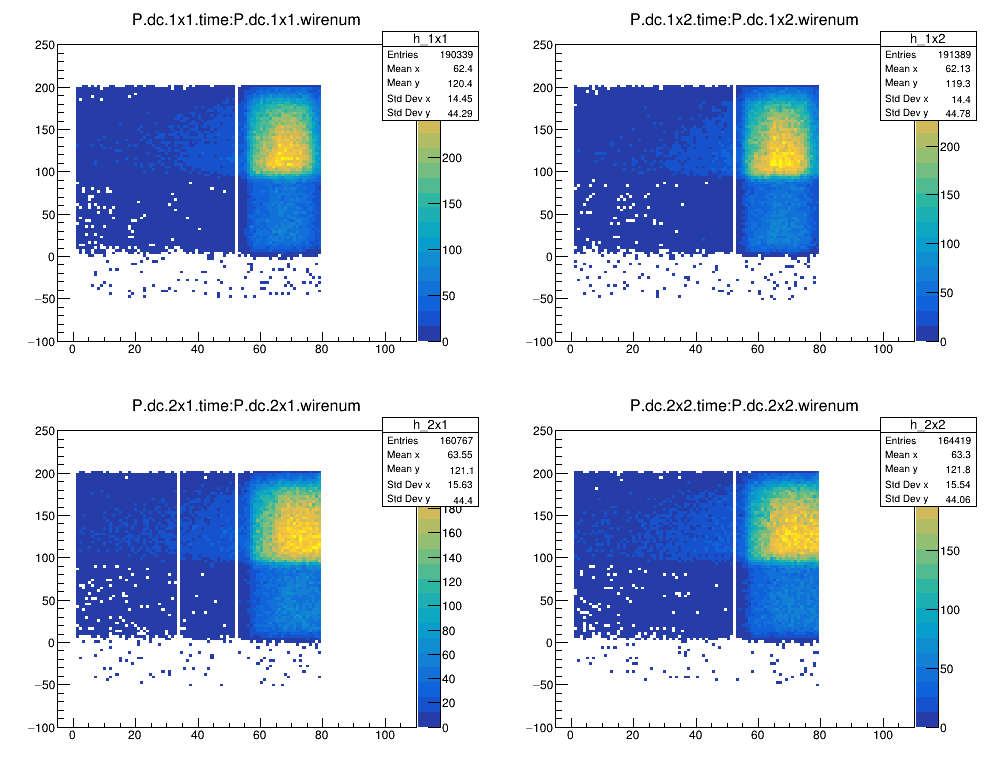 P.dc.1x1.time:P.dc.1x1.wirenum
h_1x1
Entries 190339
Mean x 62.4
Mean y 120.4
Std Dev x 14.45
Std Dev y 44.29
250
200
150
100
50
0
−50
−100
0 20 40 60 80 100
200
150
100
50
0
P.dc.1x2.time:P.dc.1x2.wirenum
h_1x2
Entries 191389
Mean x 62.13
Mean y 119.3
Std Dev x 14.4
Std Dev y 44.78
250
200
150
100
50
0
−50
−100
0 20 40 60 80 100
200
150
100
50
0
P.dc.2x1.time:P.dc.2x1.wirenum
h_2x1
Entries 160767
Mean x 63.55
Mean y 121.1
Std Dev x 15.63
Std Dev y 44.4
250
200
150
100
50
0
−50
−100
0 20 40 60 80 100
180
160
140
120
100
80
60
40
20
0
P.dc.2x2.time:P.dc.2x2.wirenum
h_2x2
Entries 164419
Mean x 63.3
Mean y 121.8
Std Dev x 15.54
Std Dev y 44.06
250
200
150
100
50
0
−50
−100
0 20 40 60 80 100
150
100
50
0